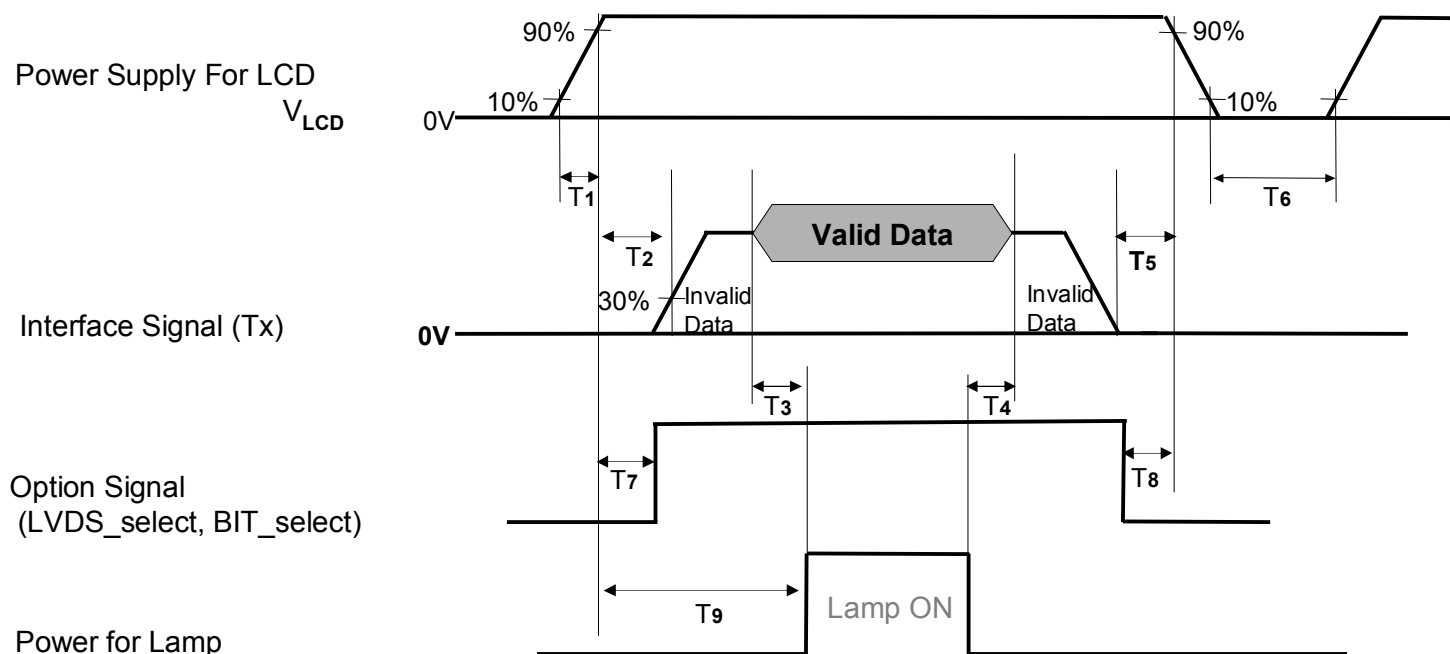 90%
90%
Power Supply For LCD
10%
10%
VLCD
0V
T1
T6
Valid Data
T2
T5
30%
Invalid
Data
Invalid
Data
Interface Signal (Tx)
0V
T3
T4
T7
T8
Option Signal
(LVDS_select, BIT_select)
T9
Lamp ON
Power for Lamp